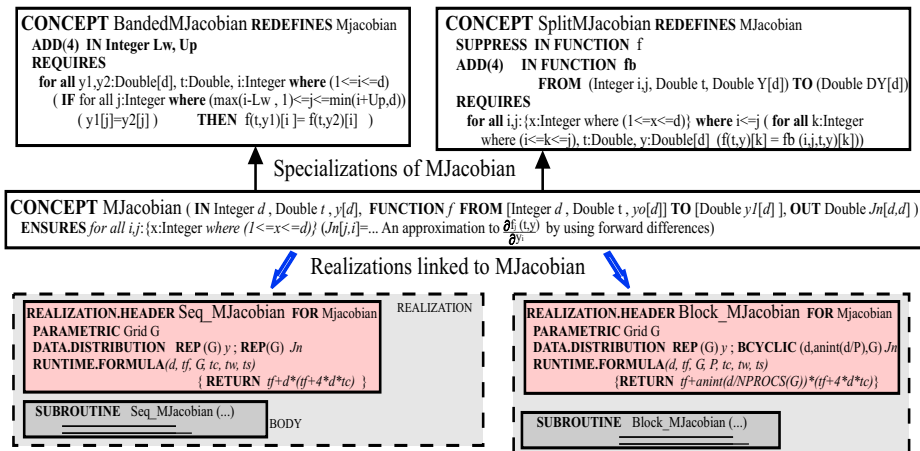 CONCEPT BandedMJacobian REDEFINES Mjacobian
ADD(4) IN Integer Lw, Up
REQUIRES
for all y1,y2:Double[d], t:Double, i:Integer where (1<=i<=d)
( IF for all j:Integer where (max(i-Lw , 1)<=j<=min(i+Up,d))
( y1[j]=y2[j] ) THEN f(t,y1)[i ]= f(t,y2)[i] )
CONCEPT SplitMJacobian REDEFINES MJacobian
SUPPRESS IN FUNCTION f
ADD(4) IN FUNCTION fb
FROM (Integer i,j, Double t, Double Y[d]) TO (Double DY[d])
REQUIRES
for all i,j:{x:Integer where (1<=x<=d)} where i<=j ( for all k:Integer
where (i<=k<=j), t:Double, y:Double[d] (f(t,y)[k] = fb (i,j,t,y)[k]))
Specializations of MJacobian
CONCEPT MJacobian ( IN Integer d , Double t , y[d], FUNCTION f FROM [Integer d , Double t , yo[d]] TO [Double y1[d] ], OUT Double Jn[d,d] )
ENSURES for all i,j:{x:Integer where (1<=x<=d)} (Jn[j,i]=... An approximation to ∂fj (t,y)/∂yi by using forward differences)
Realizations linked to MJacobian
REALIZATION.HEADER Seq_MJacobian FOR Mjacobian
PARAMETRIC Grid G
DATA.DISTRIBUTION REP (G) y ; REP(G) Jn
RUNTIME.FORMULA(d, tf, G, tc, tw, ts)
{ RETURN tf+d*(tf+4*d*tc) }
REALIZATION
SUBROUTINE Seq_MJacobian (...)
BODY
REALIZATION.HEADER Block_MJacobian FOR Mjacobian
PARAMETRIC Grid G
DATA.DISTRIBUTION REP (G) y ; BCYCLIC (d,anint(d/P),G) Jn
RUNTIME.FORMULA(d, tf, G, P, tc, tw, ts)
{RETURN tf+anint(d/NPROCS(G))*(tf+4*d*tc)}
SUBROUTINE Block_MJacobian (...)